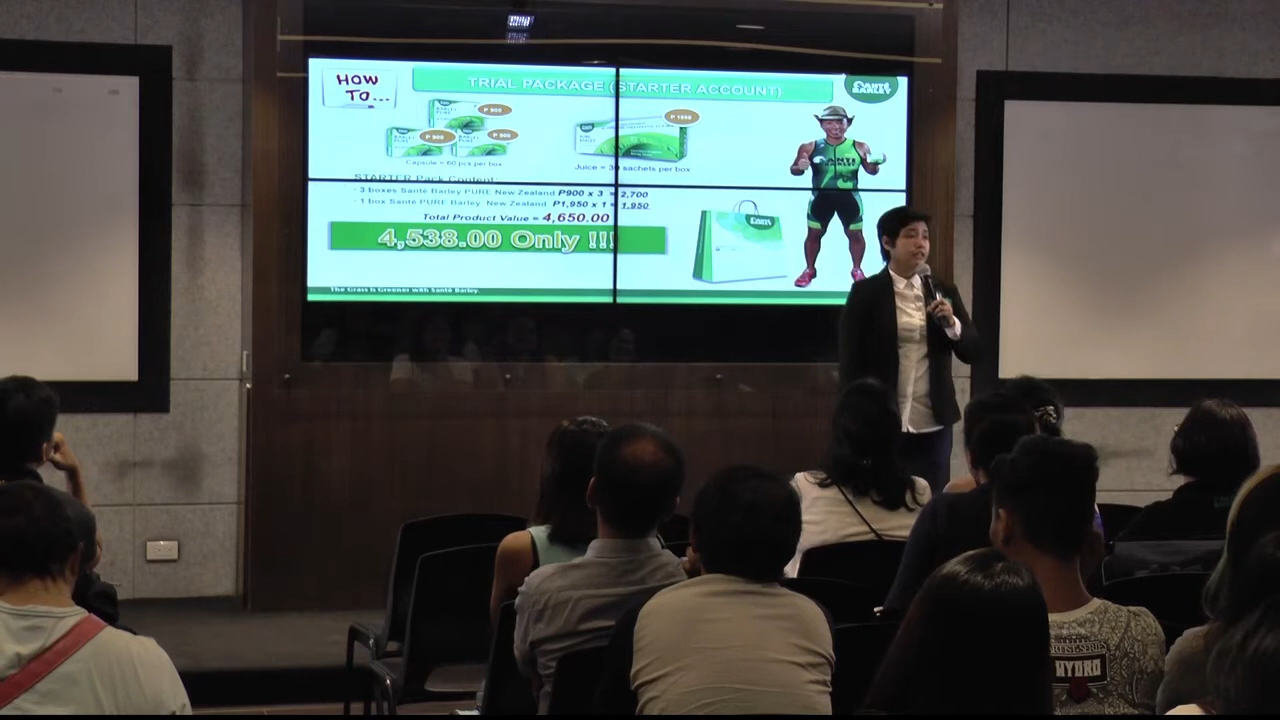 HOW TO...
TRIAL PACKAGE (STARTER ACCOUNT)
Santé BARLEY
P 900
P 900
P 900
P 1950
Capsule = 60 pcs per box
Juice = 30 sachets per box
STARTER Pack Content:
- 3 boxes Santé Barley PURE New Zealand P900 x 3 = 2,700
- 1 box Santé PURE Barley New Zealand P1,950 x 1 = 1,950
Total Product Value = 4,650.00
4,538.00 Only !!!
The Grass is Greener with Santé Barley.
HYDRO